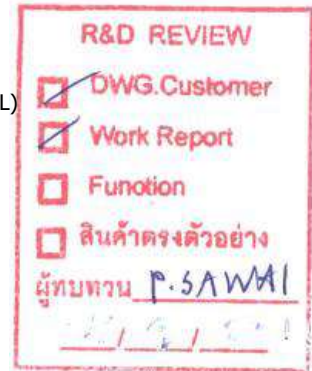 R&D REVIEW
L)
DWG.Customer
Work Report
Function
สินค้าตรงตัวอย่าง
ผู้ทบทวน P.SAWAI